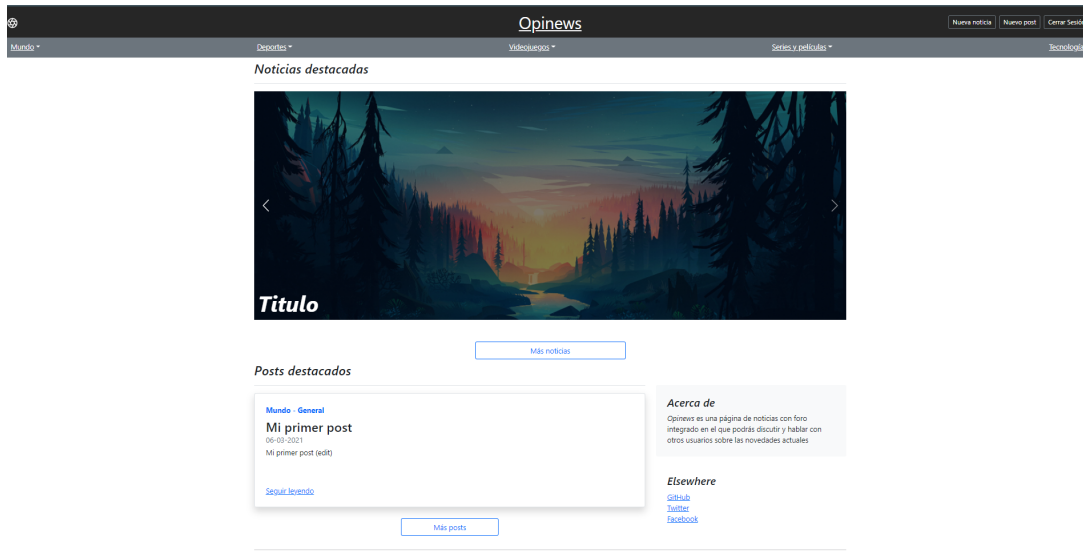 Opinews
Nueva noticia Nuevo post Cerrar Sesión
Mundo Deportes Videojuegos Series y películas Tecnología
Noticias destacadas
Titulo
Más noticias
Posts destacados
Mundo - General
Mi primer post
06-03-2021
Mi primer post (edit)
Seguir leyendo
Más posts
Acerca de
Opinews es una página de noticias con foro
integrado en el que podrás discutir y hablar con
otros usuarios sobre las novedades actuales
Elsewhere
GitHub
Twitter
Facebook